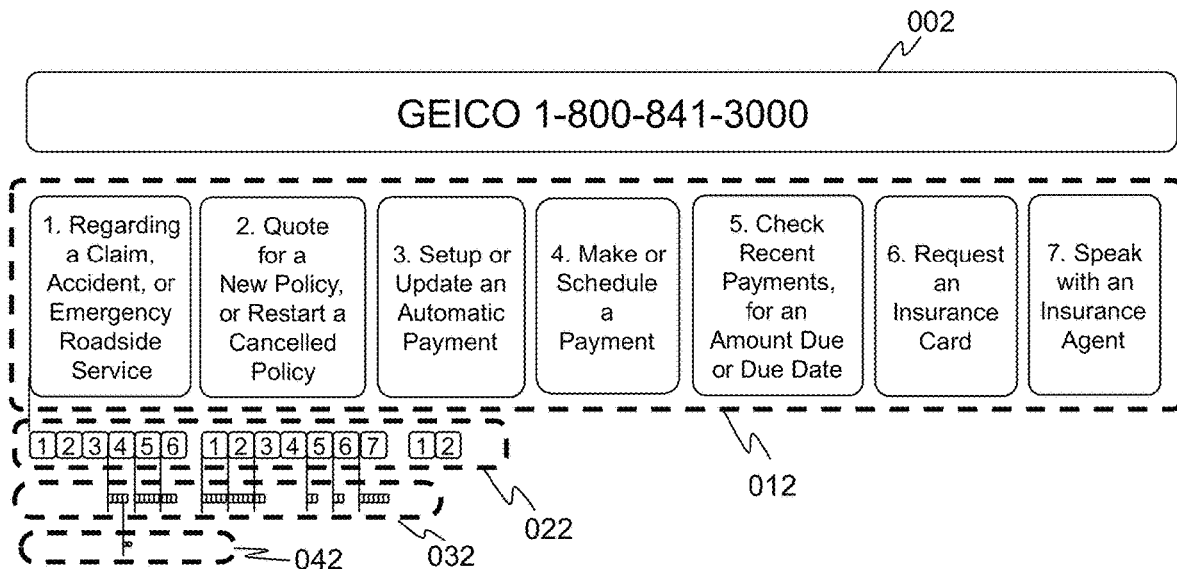 002
GEICO 1-800-841-3000
1. Regarding
a Claim,
Accident, or
Emergency
Roadside
Service
2. Quote
for a
New Policy,
or Restart a
Cancelled
Policy
3. Setup or
Update an
Automatic
Payment
4. Make or
Schedule
a
Payment
5. Check
Recent
Payments,
for an
Amount Due
or Due Date
6. Request
an
Insurance
Card
7. Speak
with an
Insurance
Agent
1 2 3 4 5 6 1 2 3 4 5 6 7 1 2
012
022
032
042